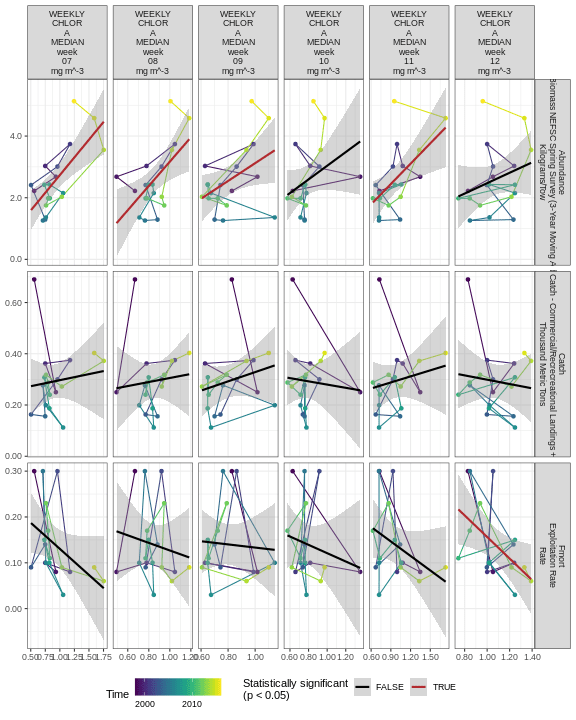 WEEKLY CHLOR A MEDIAN week 07 mg m^-3
WEEKLY CHLOR A MEDIAN week 08 mg m^-3
WEEKLY CHLOR A MEDIAN week 09 mg m^-3
WEEKLY CHLOR A MEDIAN week 10 mg m^-3
WEEKLY CHLOR A MEDIAN week 11 mg m^-3
WEEKLY CHLOR A MEDIAN week 12 mg m^-3
4.0
2.0
0.0
Abundance
Biomass NEFSC Spring Survey (3-Year Moving A
Kilograms/Tow
0.60
0.40
0.20
0.00
Catch
Catch - Commercial/Recreational Landings +
Thousand Metric Tons
0.30
0.20
0.10
0.00
Fmort
Exploitation Rate
Rate
0.50 0.75 1.00 1.25 1.50 1.75
0.60 0.80 1.00 1.20
0.60 0.80 1.00
0.60 0.80 1.00 1.20
0.60 0.90 1.20 1.50
0.80 1.00 1.20 1.40
Time
2000 2010
Statistically significant
(p < 0.05)
FALSE TRUE